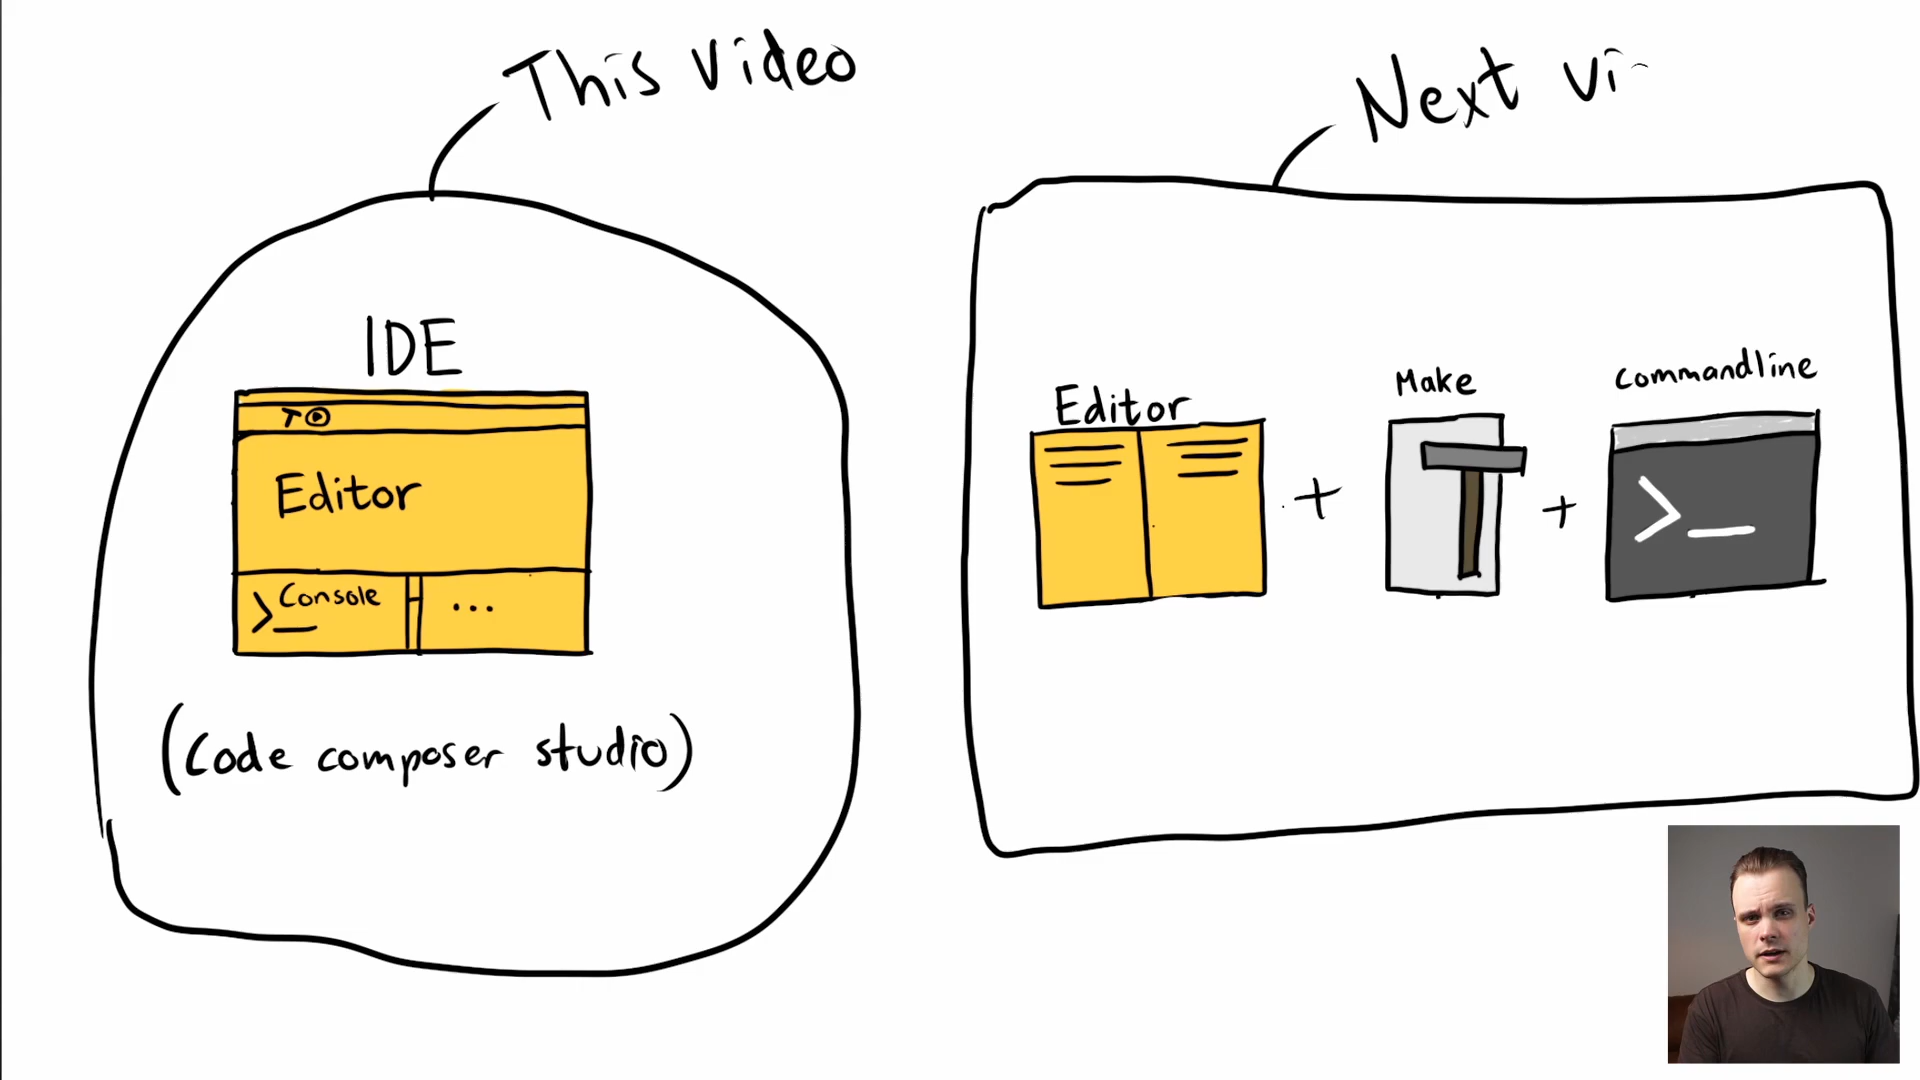 This video
IDE
Editor
>_ Console
...
(Code composer studio)
Next vi
Editor
+
Make
+
Commandline
>_